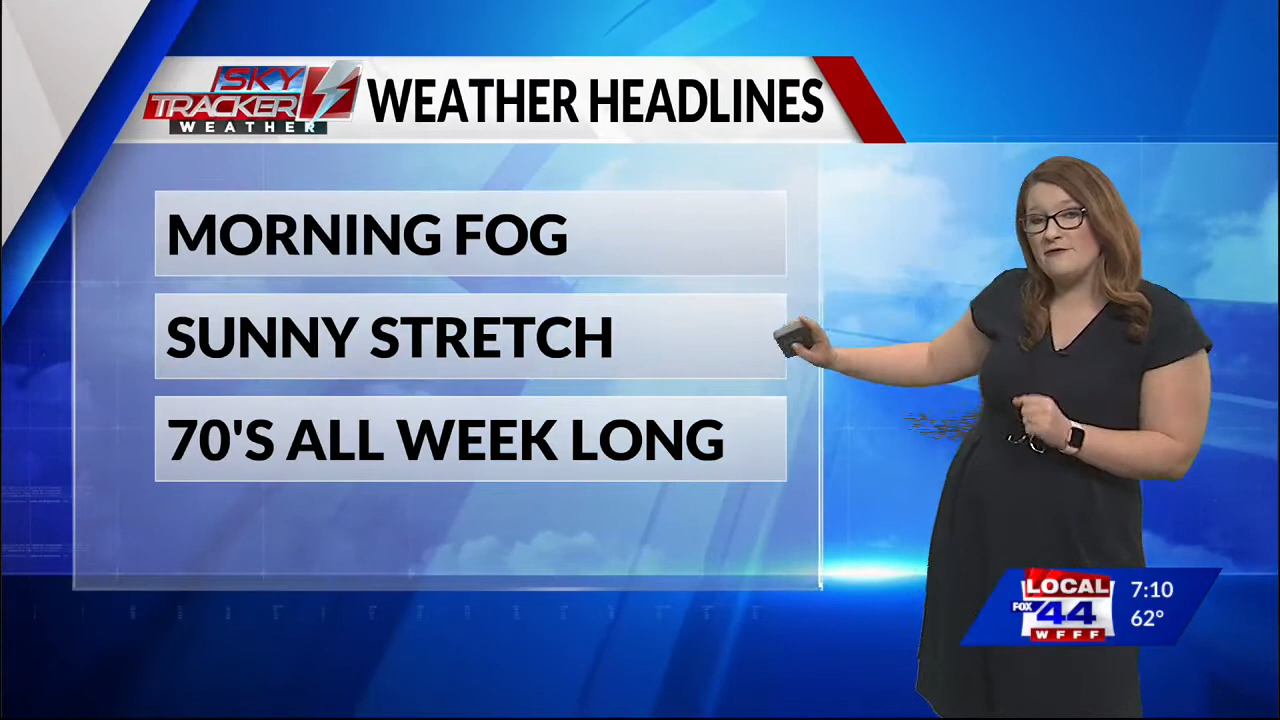 SKY
TRACKER
WEATHER
WEATHER HEADLINES
MORNING FOG
SUNNY STRETCH
70'S ALL WEEK LONG
LOCAL
FOX 44
WFFF
7:10
62°